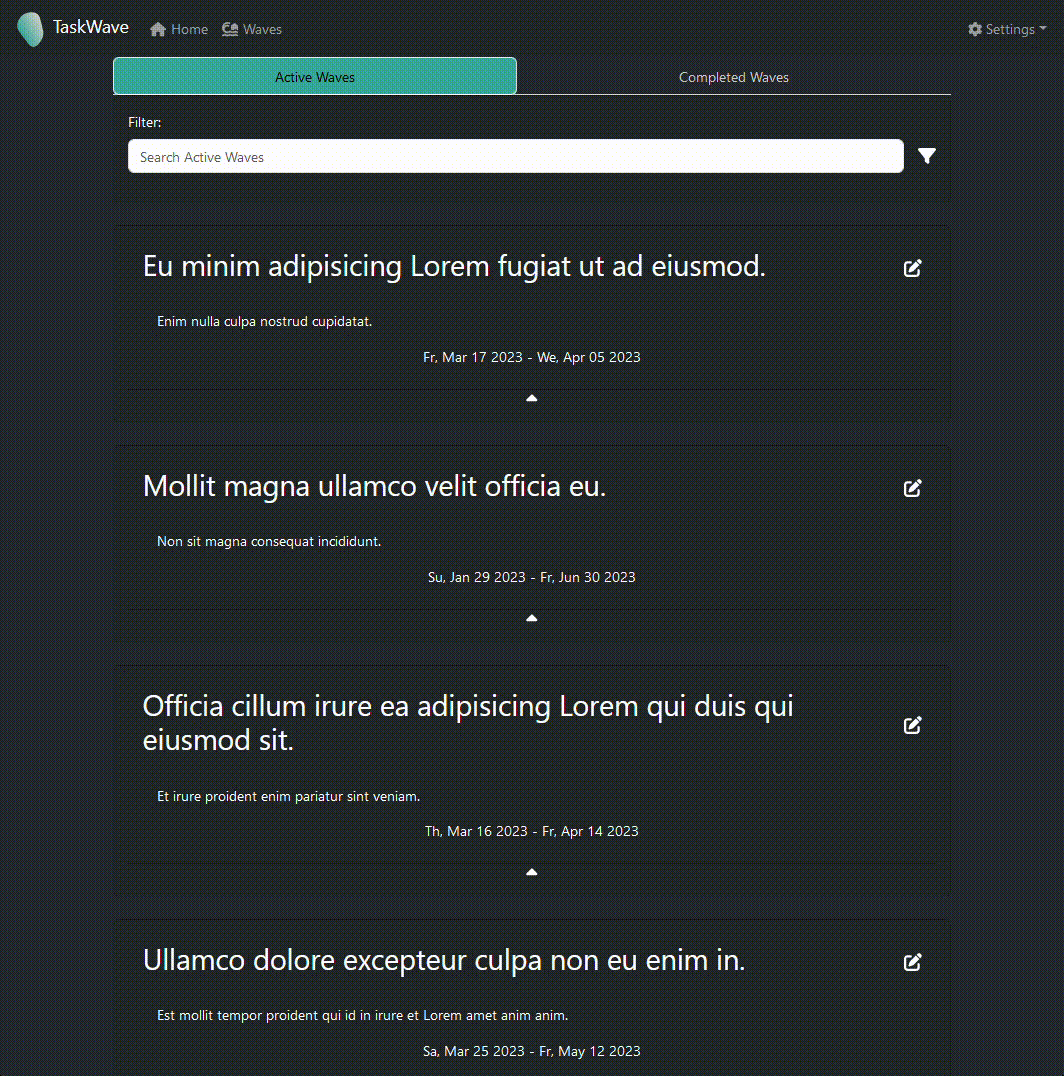 TaskWave Home Waves Settings
Active Waves Completed Waves
Filter:
Search Active Waves
Eu minim adipisicing Lorem fugiat ut ad eiusmod.
Enim nulla culpa nostrud cupidatat.
Fr, Mar 17 2023 - We, Apr 05 2023
Mollit magna ullamco velit officia eu.
Non sit magna consequat incididunt.
Su, Jan 29 2023 - Fr, Jun 30 2023
Officia cillum irure ea adipisicing Lorem qui duis qui
eiusmod sit.
Et irure proident enim pariatur sint veniam.
Th, Mar 16 2023 - Fr, Apr 14 2023
Ullamco dolore excepteur culpa non eu enim in.
Est mollit tempor proident qui id in irure et Lorem amet anim anim.
Sa, Mar 25 2023 - Fr, May 12 2023